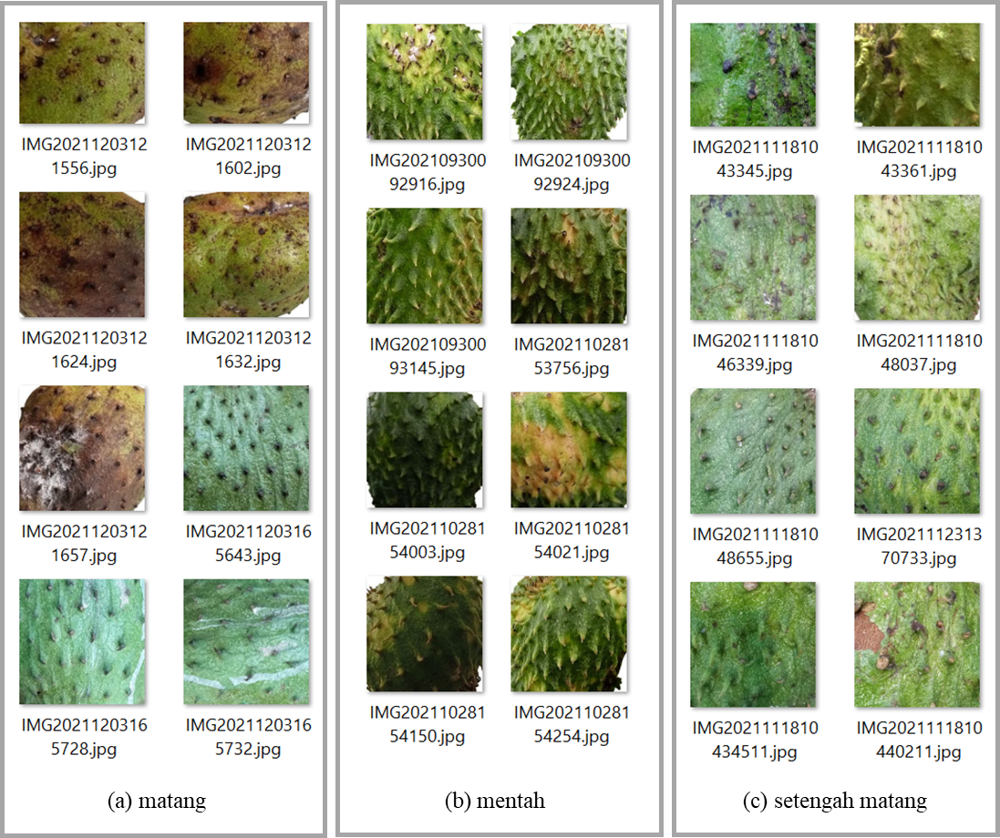 IMG2021120312
1556.jpg
IMG2021120312
1602.jpg
IMG2021120312
1624.jpg
IMG2021120312
1632.jpg
IMG2021120312
1657.jpg
IMG2021120316
5643.jpg
IMG2021120316
5728.jpg
IMG2021120316
5732.jpg
(a) matang
IMG202109300
92916.jpg
IMG202109300
92924.jpg
IMG202109300
93145.jpg
IMG202110281
53756.jpg
IMG202110281
54003.jpg
IMG202110281
54021.jpg
IMG202110281
54150.jpg
IMG202110281
54254.jpg
(b) mentah
IMG2021111810
43345.jpg
IMG2021111810
43361.jpg
IMG2021111810
46339.jpg
IMG2021111810
48037.jpg
IMG2021111810
48655.jpg
IMG2021112313
70733.jpg
IMG2021111810
434511.jpg
IMG2021111810
440211.jpg
(c) setengah matang